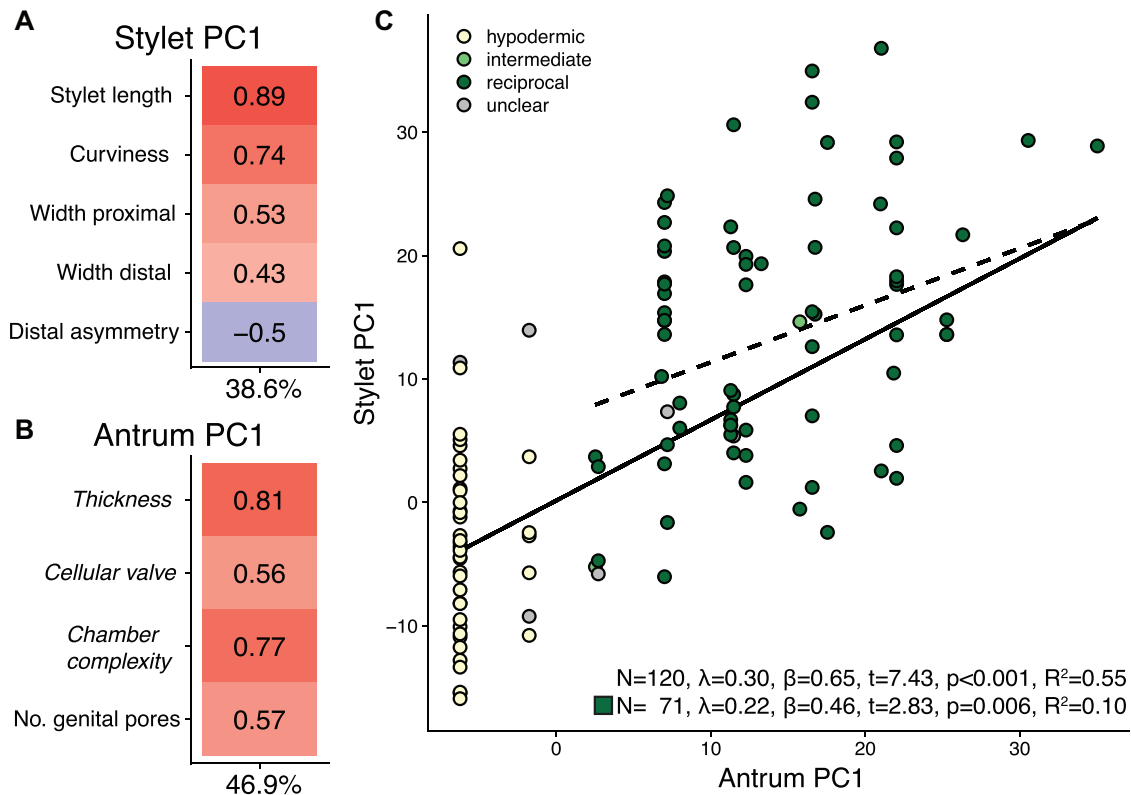 A
Stylet PC1
Stylet length 0.89
Curviness 0.74
Width proximal 0.53
Width distal 0.43
Distal asymmetry −0.5
38.6%
B
Antrum PC1
Thickness 0.81
Cellular valve 0.56
Chamber
complexity 0.77
No. genital pores 0.57
46.9%
C
hypodermic
intermediate
reciprocal
unclear
Stylet PC1
30
20
10
0
−10
N=120, λ=0.30, β=0.65, t=7.43, p<0.001, R²=0.55
N= 71, λ=0.22, β=0.46, t=2.83, p=0.006, R²=0.10
0 10 20 30
Antrum PC1